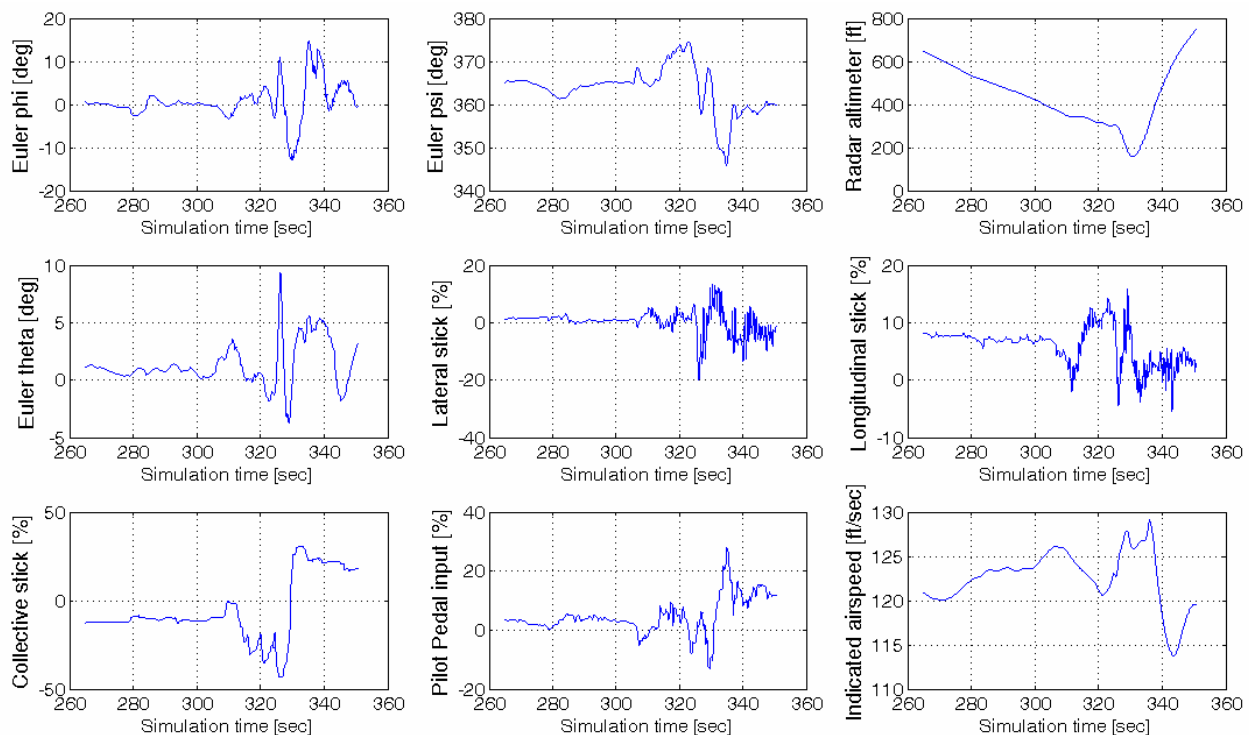 20
10
0
-10
-20
260 280 300 320 340 360
Simulation time [sec]
Euler phi [deg]
380
370
360
350
340
260 280 300 320 340 360
Simulation time [sec]
Euler psi [deg]
800
600
400
200
0
260 280 300 320 340 360
Simulation time [sec]
Radar altimeter [ft]
10
5
0
-5
260 280 300 320 340 360
Simulation time [sec]
Euler theta [deg]
20
0
-20
-40
260 280 300 320 340 360
Simulation time [sec]
Lateral stick [%]
20
10
0
-10
260 280 300 320 340 360
Simulation time [sec]
Longitudinal stick [%]
50
0
-50
260 280 300 320 340 360
Simulation time [sec]
Collective stick [%]
40
20
0
-20
260 280 300 320 340 360
Simulation time [sec]
Pilot Pedal input [%]
130
125
120
115
110
260 280 300 320 340 360
Simulation time [sec]
Indicated airspeed [ft/sec]